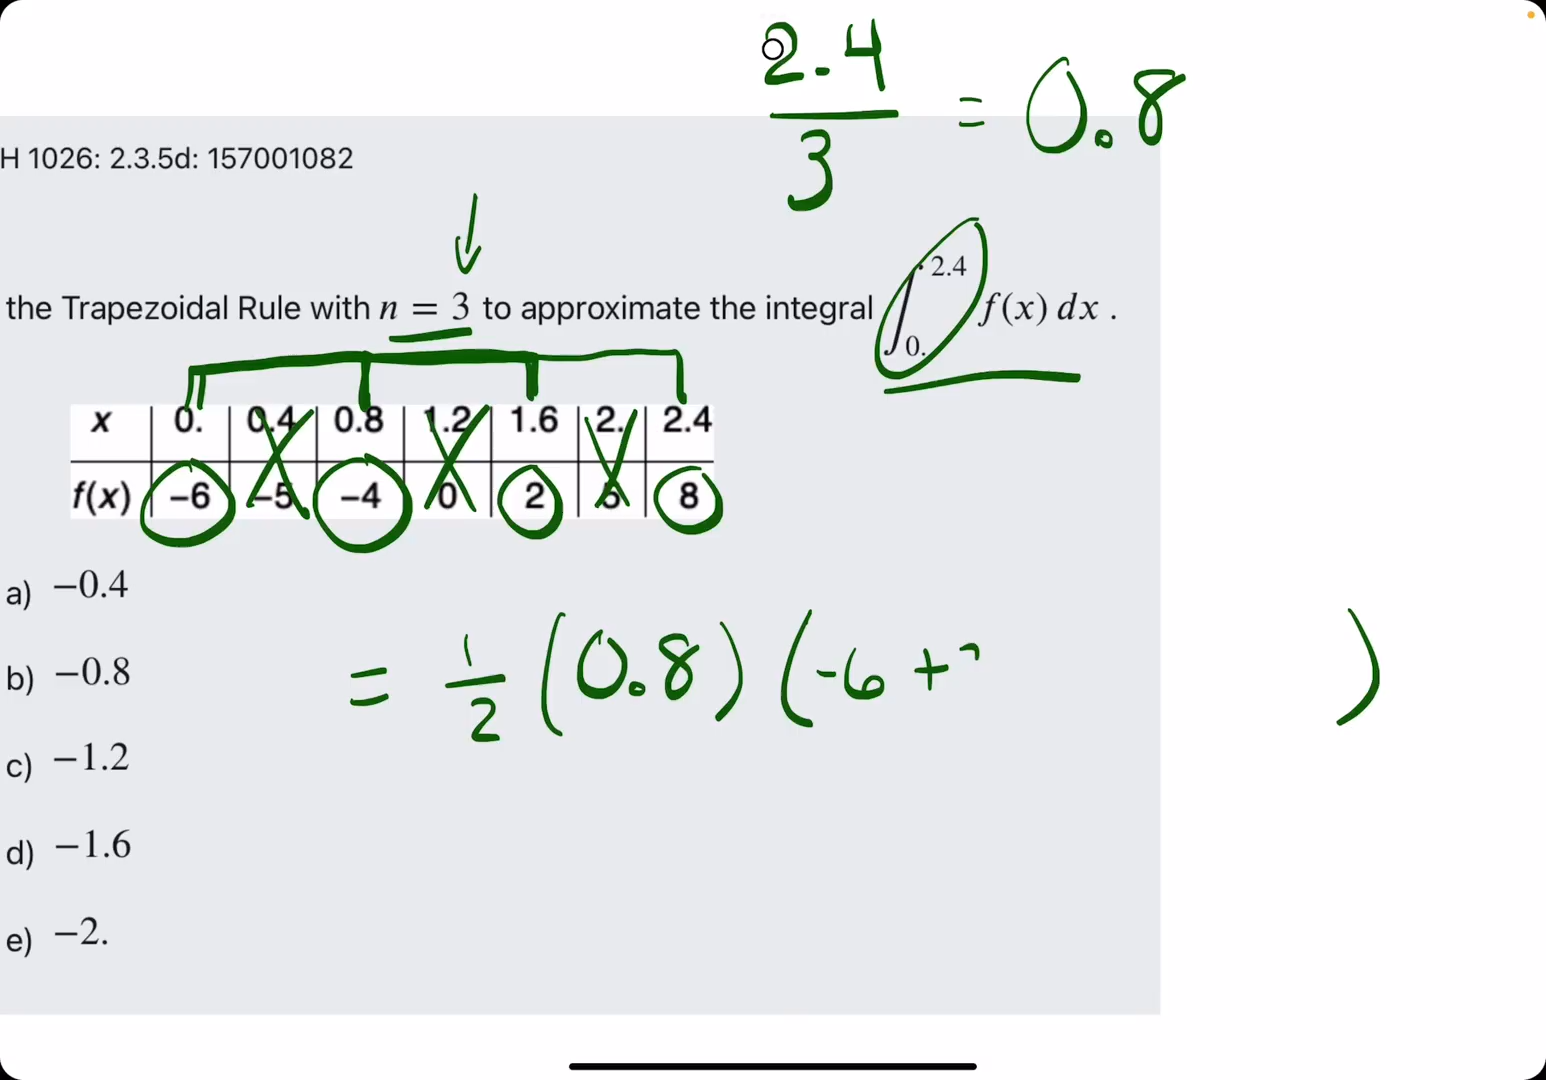 2.4
3
= 0.8
H 1026: 2.3.5d: 157001082
the Trapezoidal Rule with n = 3 to approximate the integral ∫ 0. 2.4 f(x) dx .
x 0. 0.4 0.8 1.2 1.6 2. 2.4
f(x) −6 −5 −4 0 2 8
a) −0.4
= 1/2 (0.8) (-6 + )
b) −0.8
c) −1.2
d) −1.6
e) −2.